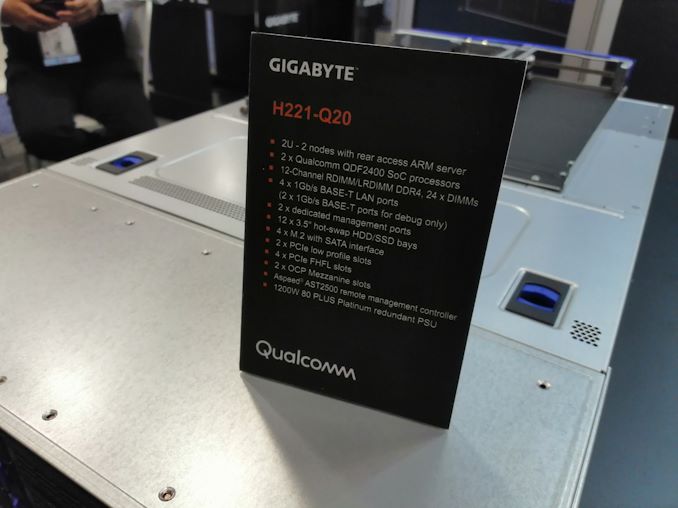 GIGABYTE™
H221-Q20
2U - 2 nodes with rear access ARM server
2 x Qualcomm QDF2400 SoC processors
12-Channel RDIMM/LRDIMM DDR4, 24 x DIMMs
4 x 1Gb/s BASE-T LAN ports
(2 x 1Gb/s BASE-T ports for debug only)
2 x dedicated management ports
12 x 3.5" hot-swap HDD/SSD bays
4 x M.2 with SATA interface
2 x PCIe low profile slots
4 x PCIe FHFL slots
2 x OCP Mezzanine slots
Aspeed® AST2500 remote management controller
1200W 80 PLUS Platinum redundant PSU
Qualcomm